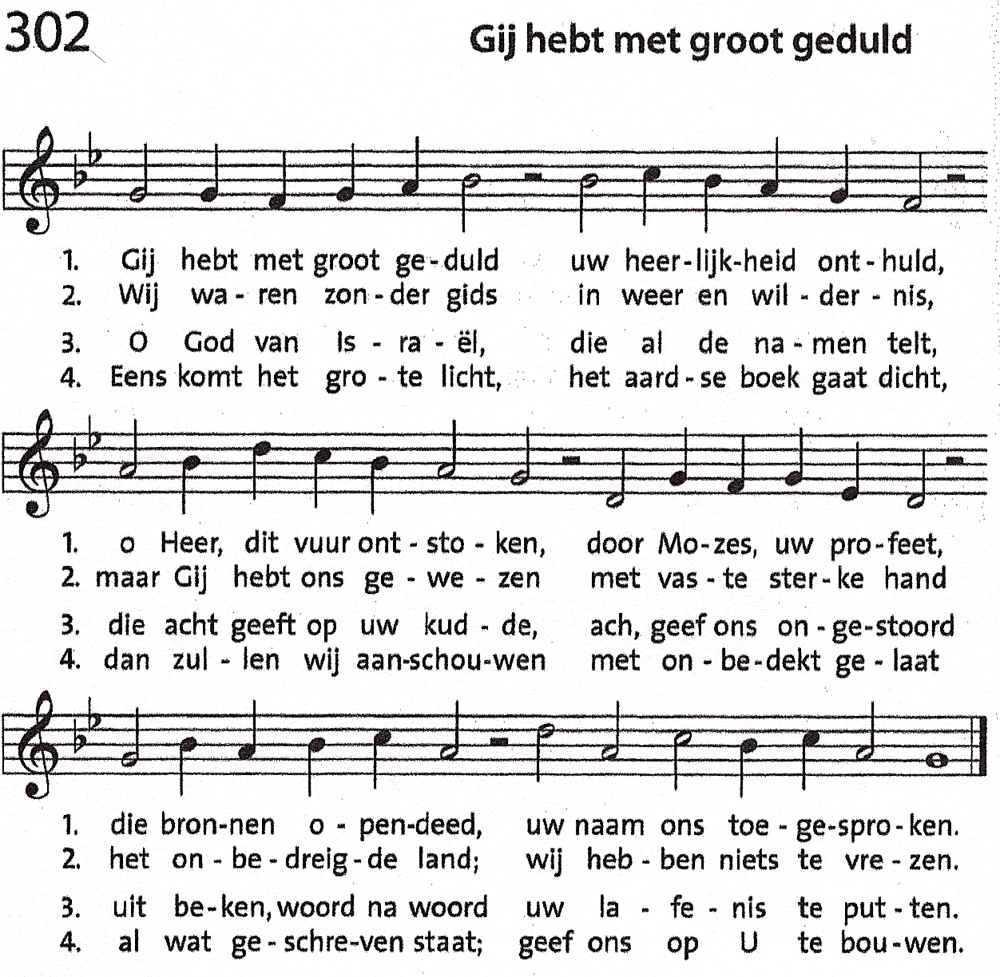 302
Gij hebt met groot geduld
1. Gij hebt met groot ge-duld uw heer-lijk-heid ont-huld,
2. Wij wa-ren zon-der gids in weer en wil-der-nis,
3. O God van Is-ra-ël, die al de na-men telt,
4. Eens komt het gro-te licht, het aard-se boek gaat dicht,
1. o Heer, dit vuur ont-sto-ken, door Mo-zes, uw pro-feet,
2. maar Gij hebt ons ge-we-zen met vas-te ster-ke hand
3. die acht geeft op uw kud-de, ach, geef ons on-ge-stoord
4. dan zul-len wij aan-schou-wen met on-be-dekt ge-laat
1. die bron-nen o-pen-deed, uw naam ons toe-ge-spro-ken.
2. het on-be-dreig-de land; wij heb-ben niets te vre-zen.
3. uit be-ken, woord na woord uw la-fe-nis te put-ten.
4. al wat ge-schre-ven staat; geef ons op U te bou-wen.